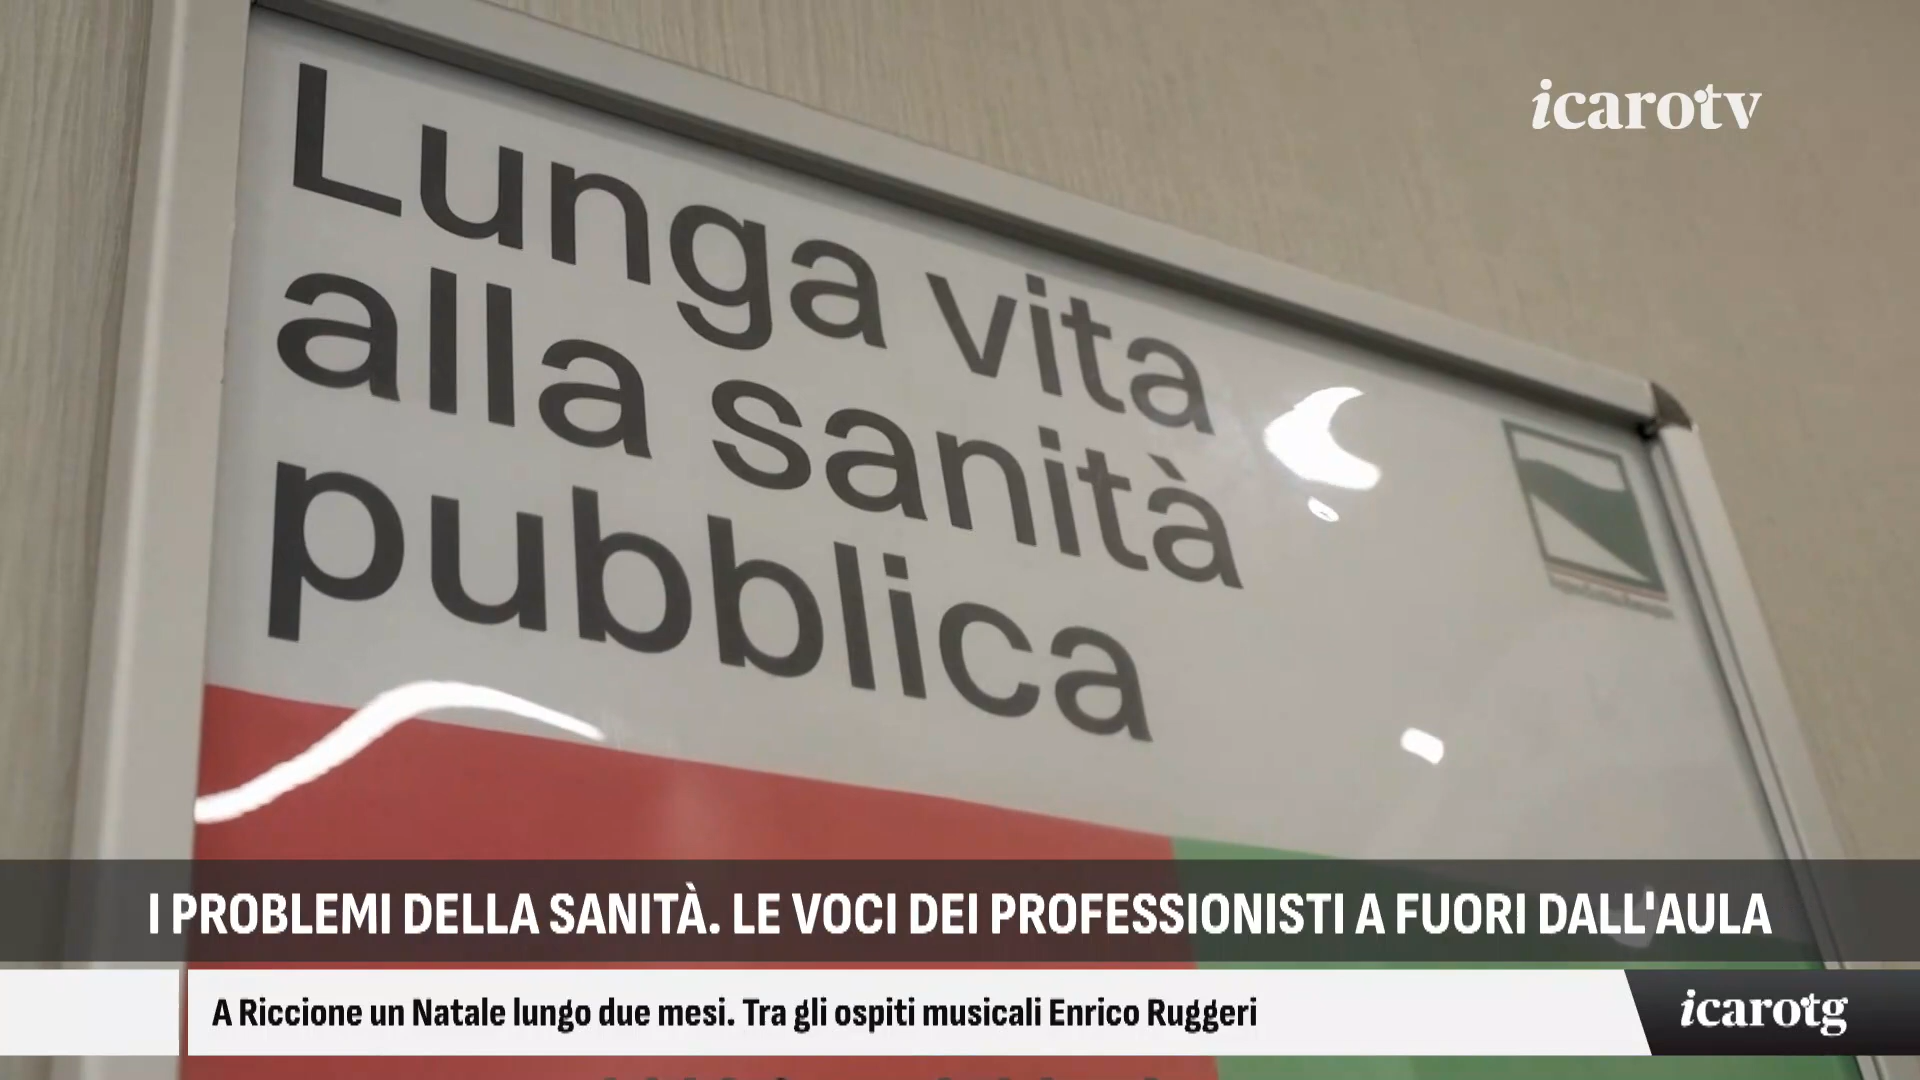 icarotv
Lunga vita
alla sanità
pubblica
I PROBLEMI DELLA SANITÀ. LE VOCI DEI PROFESSIONISTI A FUORI DALL'AULA
A Riccione un Natale lungo due mesi. Tra gli ospiti musicali Enrico Ruggeri
icarotg